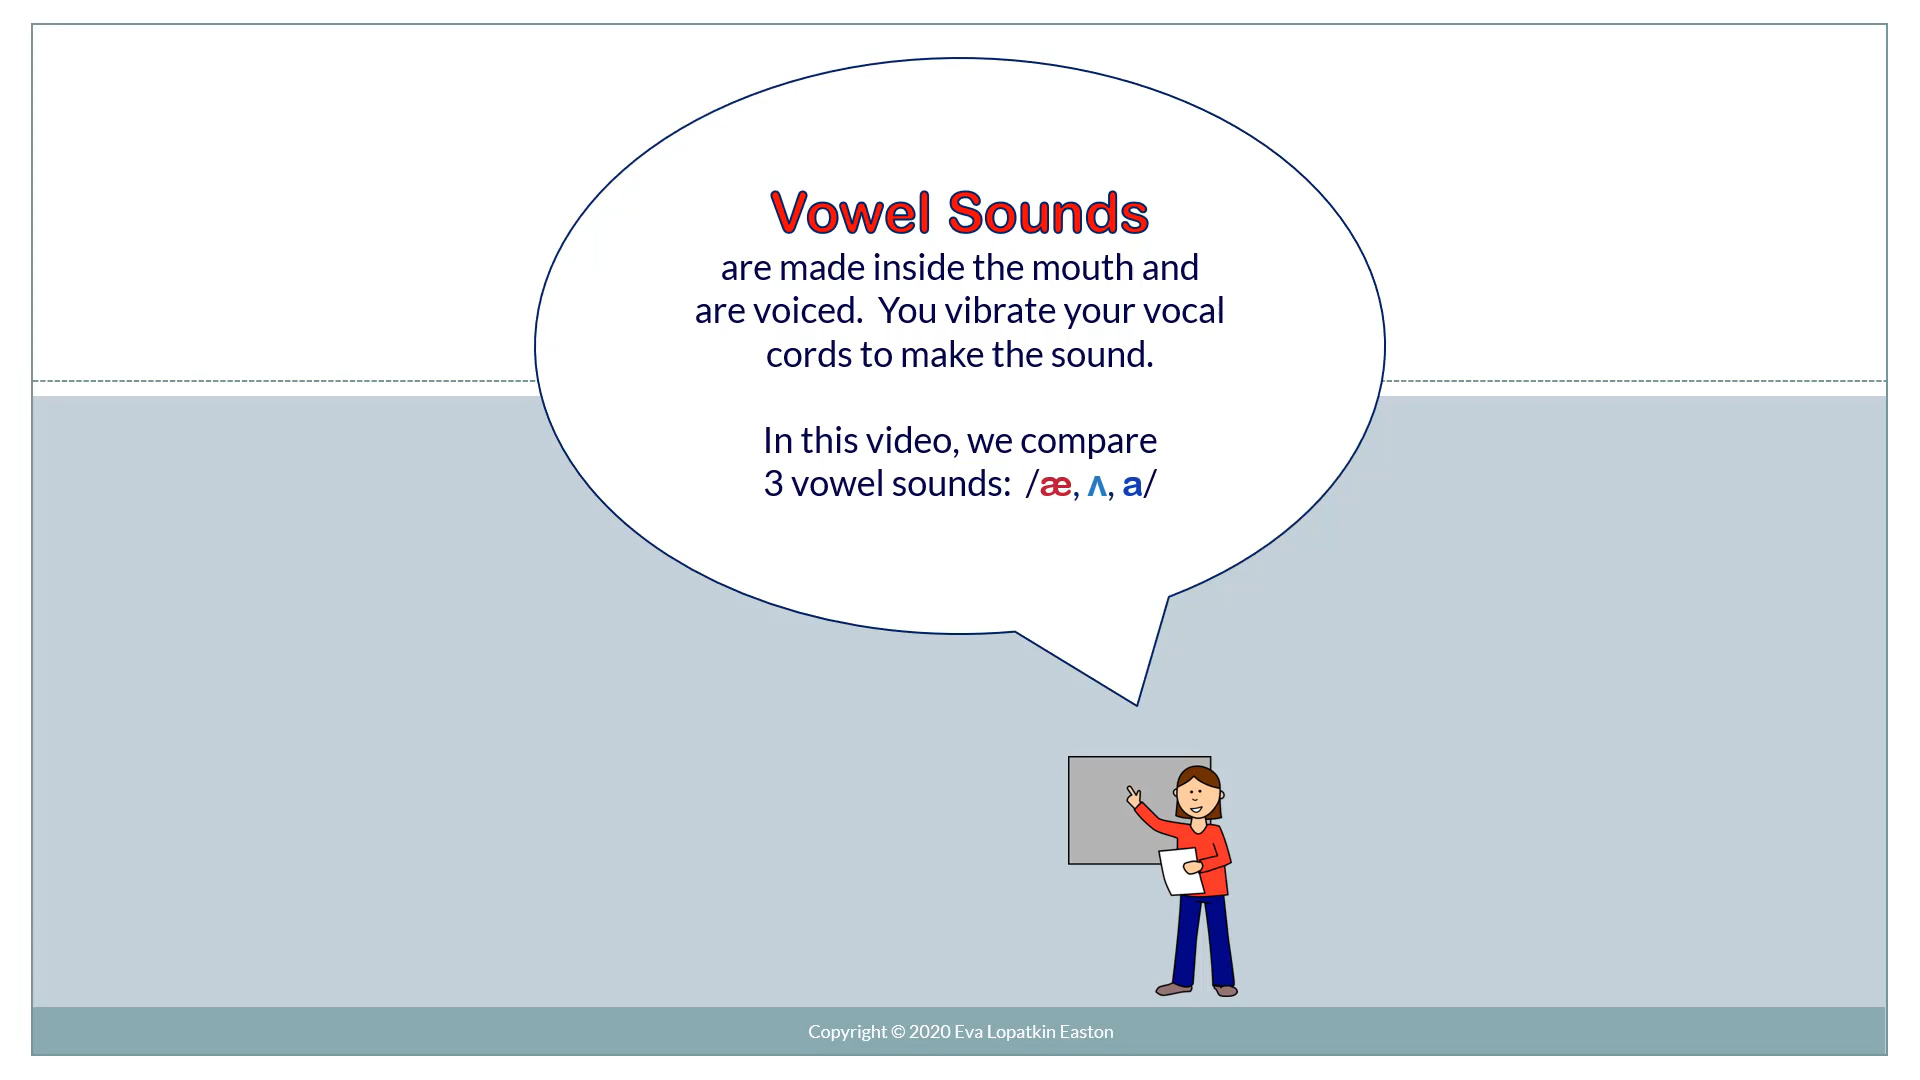 Vowel Sounds
are made inside the mouth and
are voiced.  You vibrate your vocal
cords to make the sound.
In this video, we compare
3 vowel sounds:  /æ, ʌ, a/
Copyright © 2020 Eva Lopatkin Easton